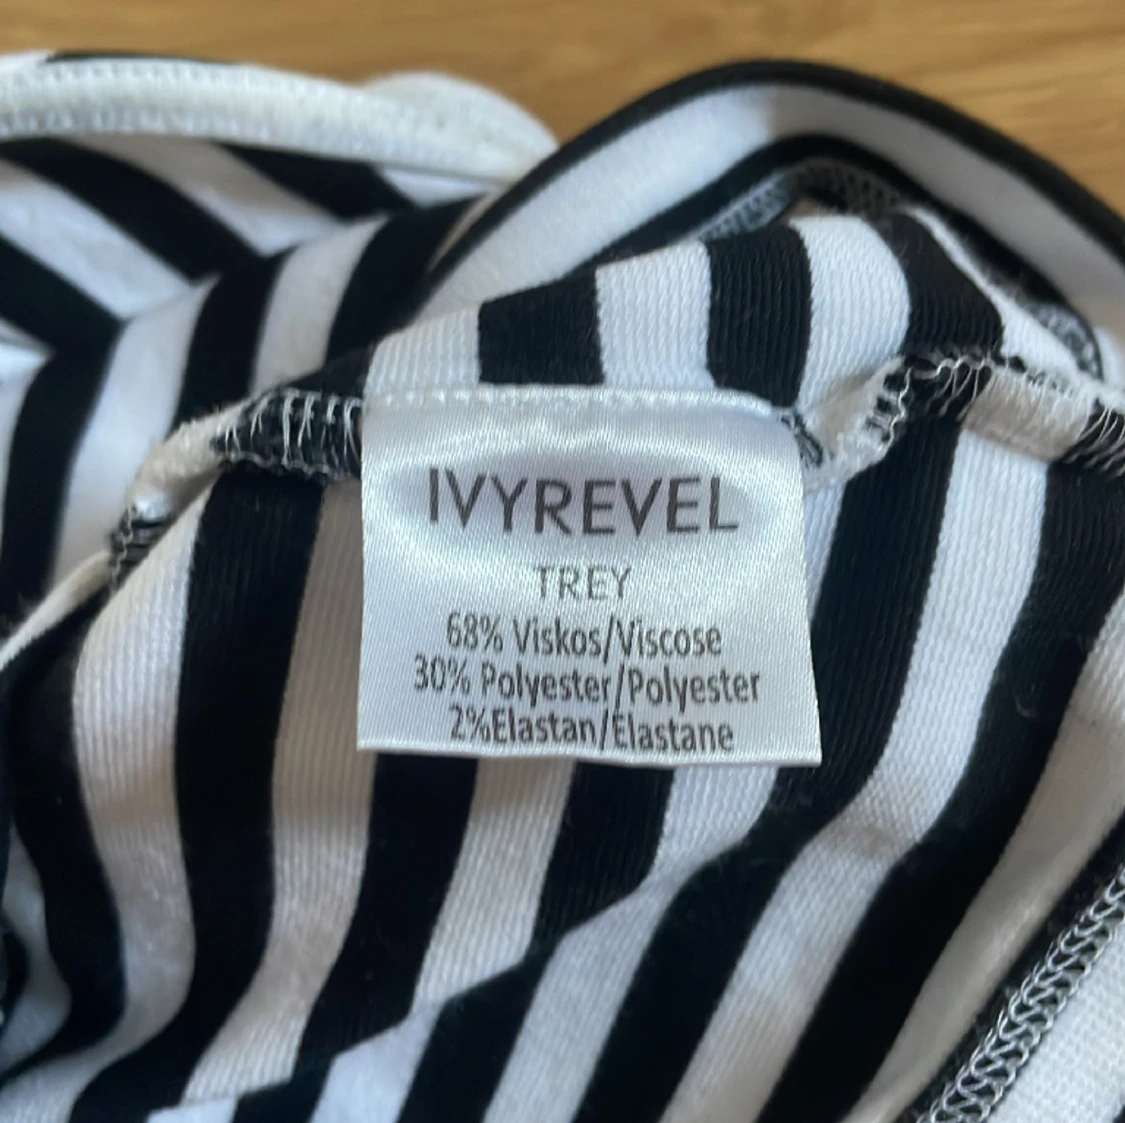 IVYREVEL
TREY
68% Viskos/Viscose
30% Polyester/Polyester
2%Elastan/Elastane